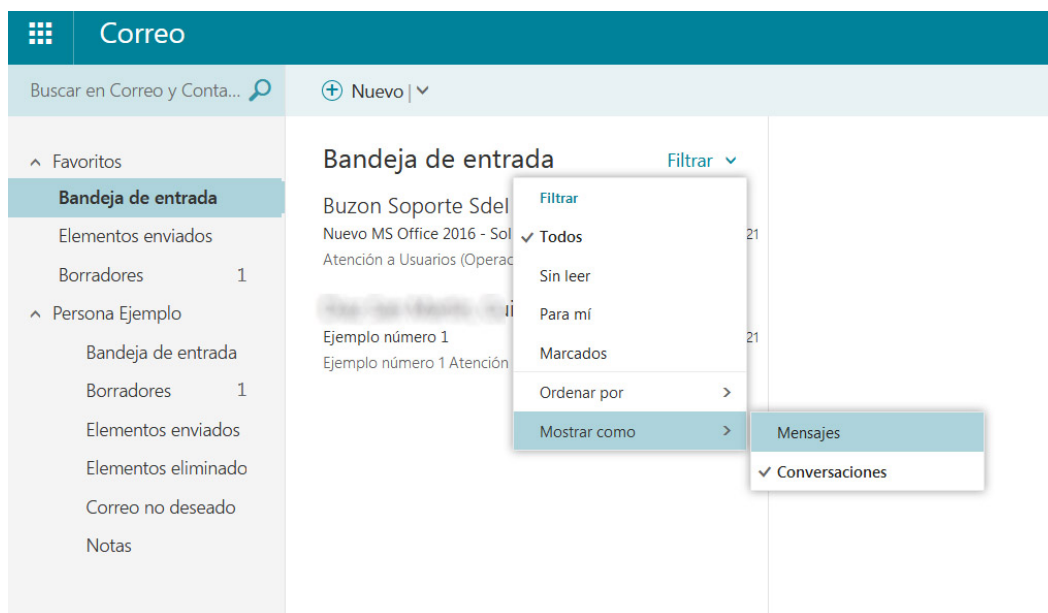 Correo
Buscar en Correo y Conta...
Nuevo
Favoritos
Bandeja de entrada
Elementos enviados
Borradores 1
Persona Ejemplo
Bandeja de entrada
Borradores 1
Elementos enviados
Elementos eliminado
Correo no deseado
Notas
Bandeja de entrada
Filtrar
Buzon Soporte Sdel
Nuevo MS Office 2016 - Sol
21
Atención a Usuarios (Operac
Ejemplo número 1
21
Ejemplo número 1 Atención
Filtrar
Todos
Sin leer
Para mí
Marcados
Ordenar por
Mostrar como
Mensajes
Conversaciones